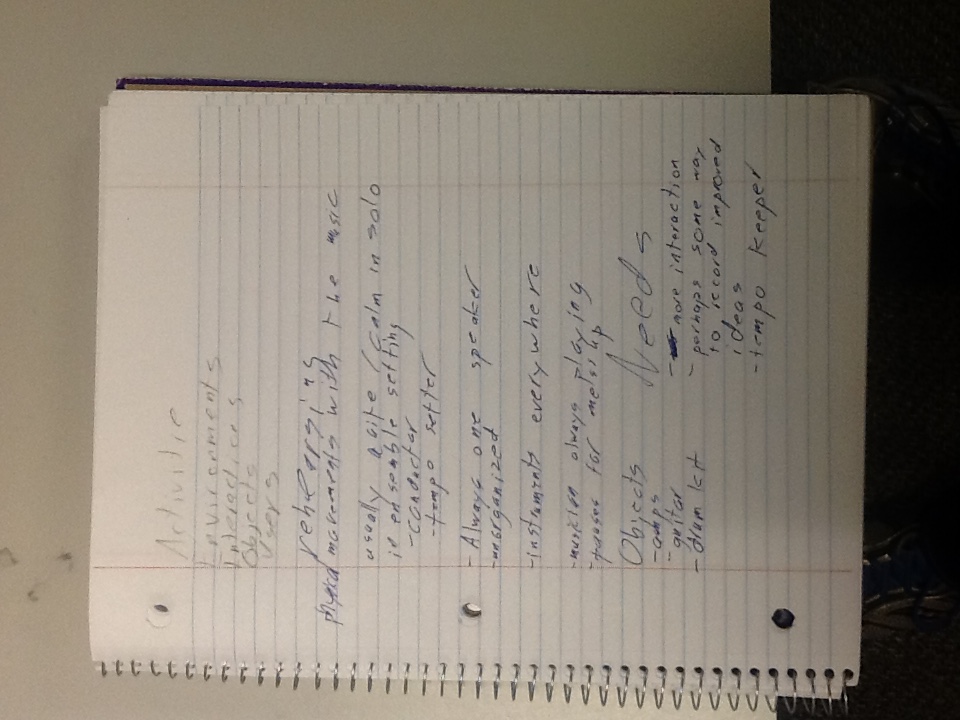 Activitie
Environments
Interactions
Objects
Users
rehersing
physical movements with the music
usually quite/calm in solo
in ensemble setting
-conductor
-tempo setter
-Always one speaker
-unorganized
-instruments everywhere
-musician always playing
-pauses for mess up
Objects
-amps
-guitar
-drum kit
Needs
- more interaction
- perhaps some way
to record improved
ideas
-tempo keeper